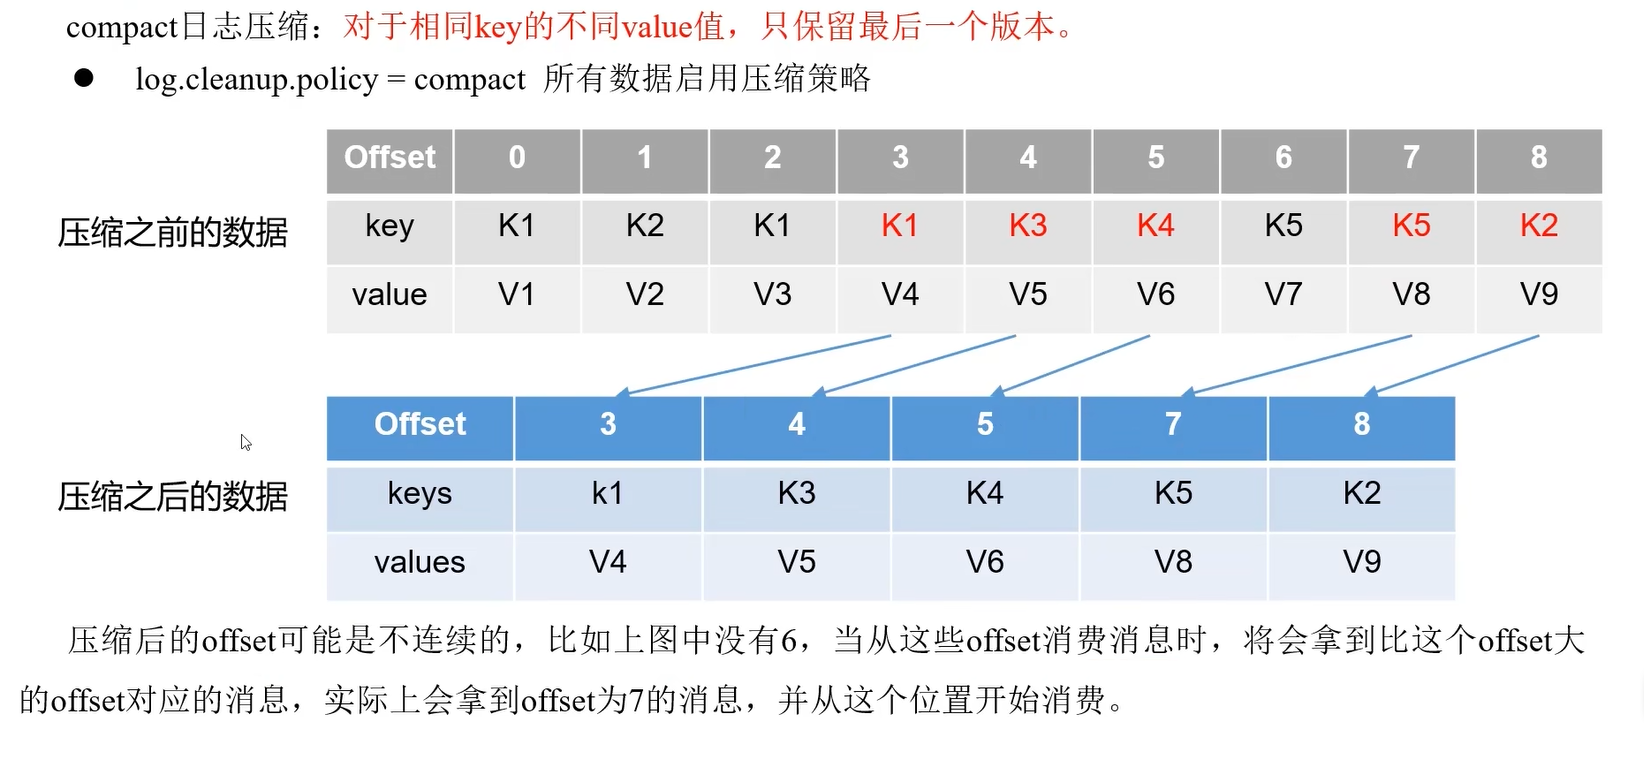 compact日志压缩：对于相同key的不同value值，只保留最后一个版本。
● log.cleanup.policy = compact 所有数据启用压缩策略
Offset 0 1 2 3 4 5 6 7 8
压缩之前的数据 key K1 K2 K1 K1 K3 K4 K5 K5 K2
value V1 V2 V3 V4 V5 V6 V7 V8 V9
Offset 3 4 5 7 8
压缩之后的数据 keys k1 K3 K4 K5 K2
values V4 V5 V6 V8 V9
压缩后的offset可能是不连续的，比如上图中没有6，当从这些offset消费消息时，将会拿到比这个offset大
的offset对应的消息，实际上会拿到offset为7的消息，并从这个位置开始消费。